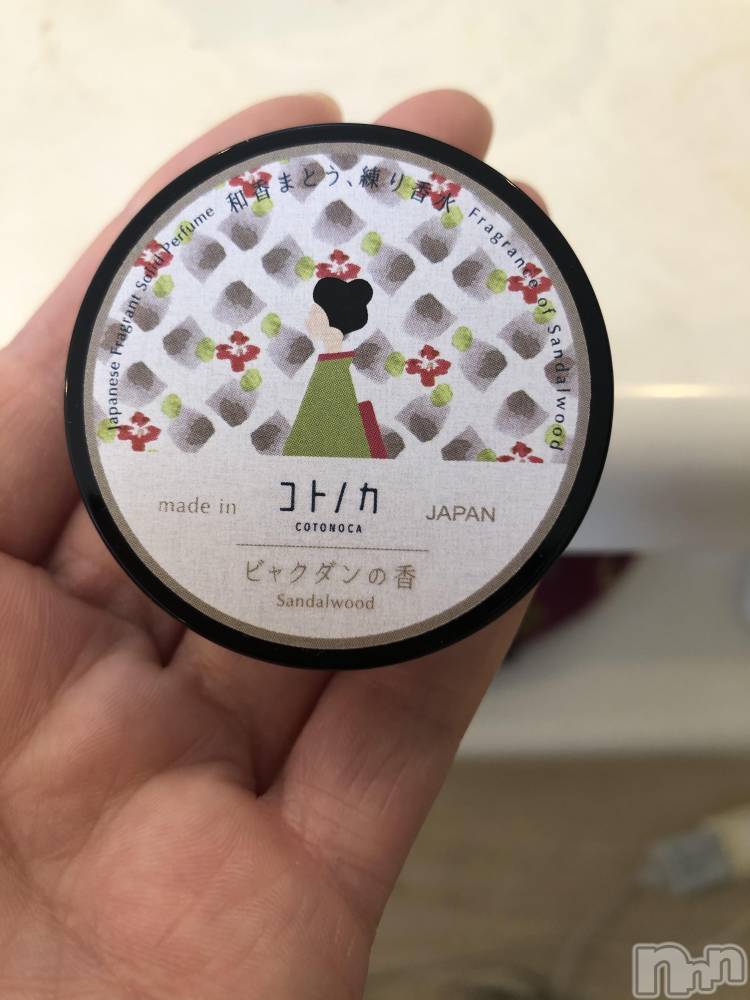 Japanese Fragrant Solid Perfume 和香まとう、練り香水 Fragrance of Sandalwood
made in コトノカ JAPAN
COTONOCA
ビャクダンの香
Sandalwood
nnn